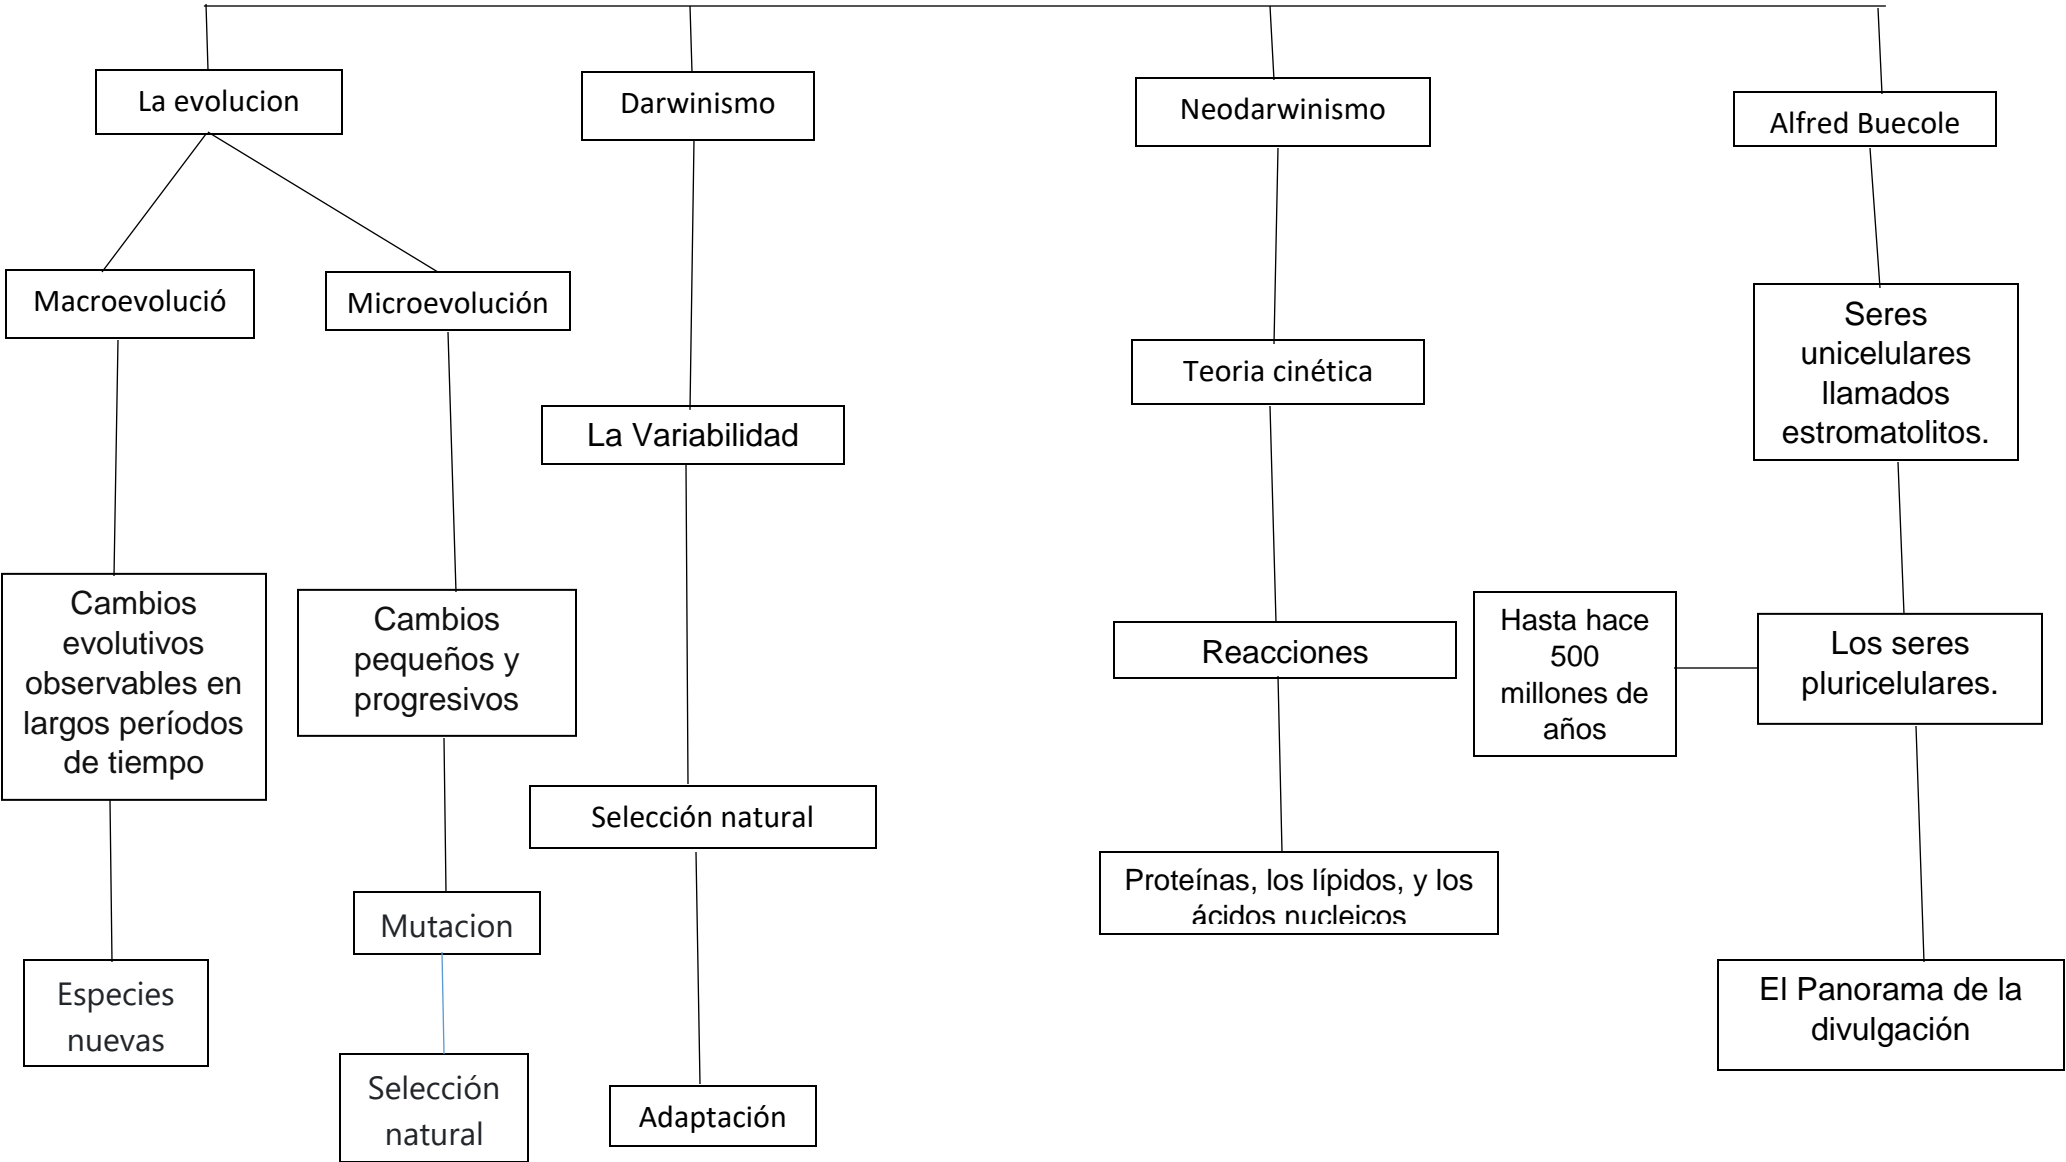 La evolucion
Darwinismo
Neodarwinismo
Alfred Buecole
Macroevolució
Microevolución
Seres
unicelulares
llamados
estromatolitos.
Teoria cinética
La Variabilidad
Cambios
evolutivos
observables en
largos períodos
de tiempo
Cambios
pequeños y
progresivos
Reacciones
Hasta hace
500
millones de
años
Los seres
pluricelulares.
Selección natural
Proteínas, los lípidos, y los
ácidos nucleicos
Mutacion
Especies
nuevas
El Panorama de la
divulgación
Selección
natural
Adaptación